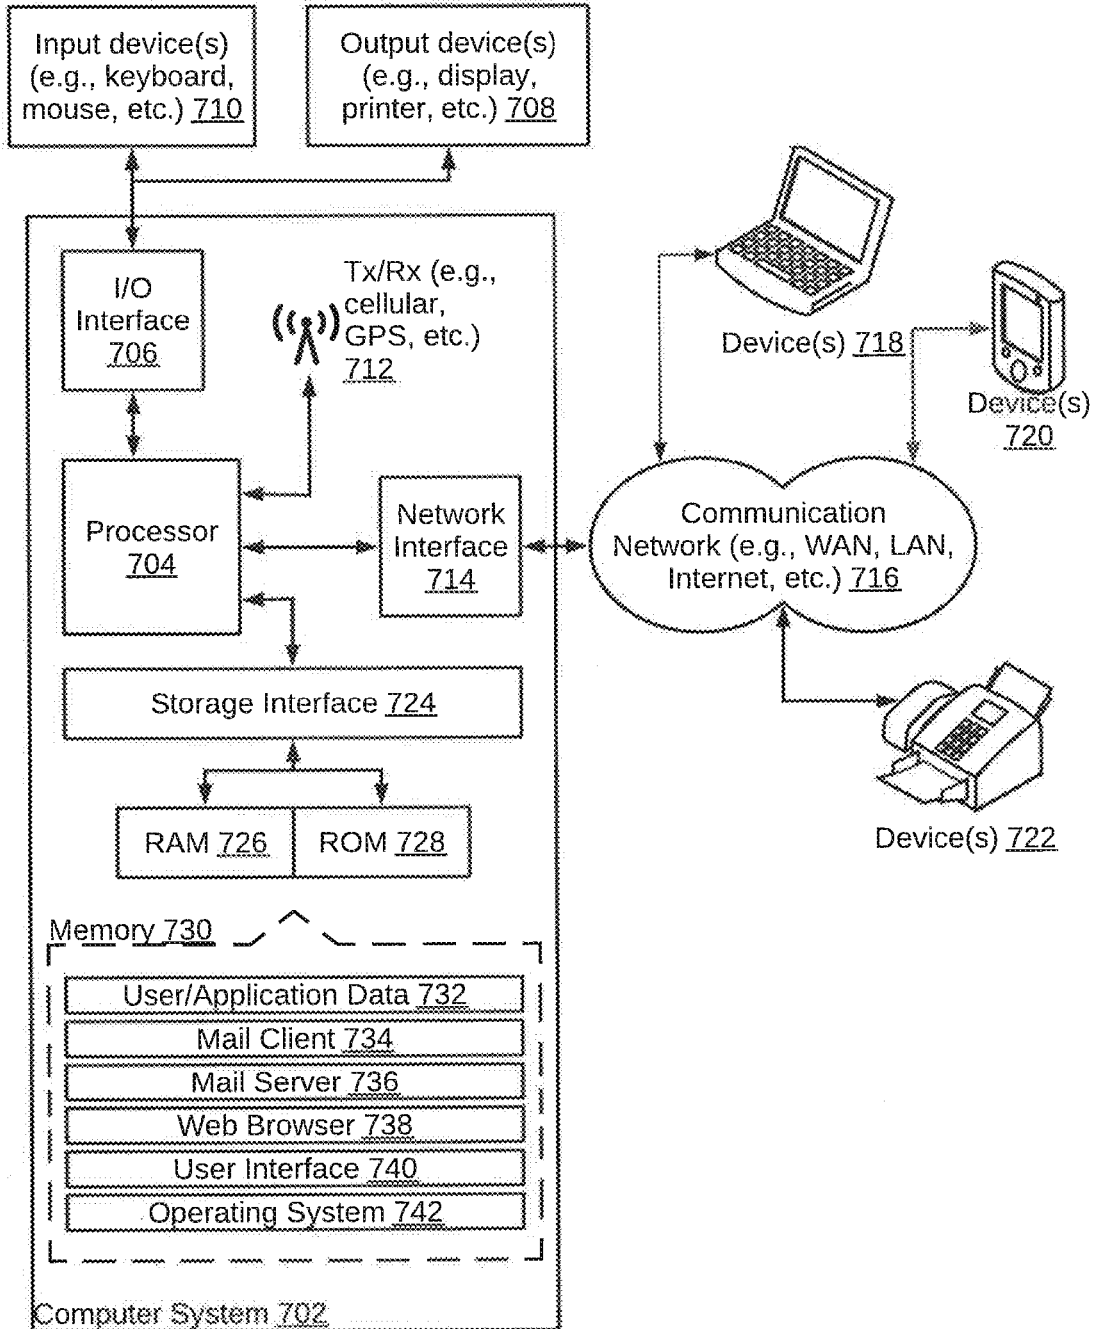 Input device(s)
(e.g., keyboard,
mouse, etc.) 710
Output device(s)
(e.g., display,
printer, etc.) 708
I/O
Interface
706
Tx/Rx (e.g.,
cellular,
GPS, etc.)
712
Device(s) 718
Device(s)
720
Processor
704
Network
Interface
714
Communication
Network (e.g., WAN, LAN,
Internet, etc.) 716
Storage Interface 724
Device(s) 722
RAM 726
ROM 728
Memory 730
User/Application Data 732
Mail Client 734
Mail Server 736
Web Browser 738
User Interface 740
Operating System 742
Computer System 702